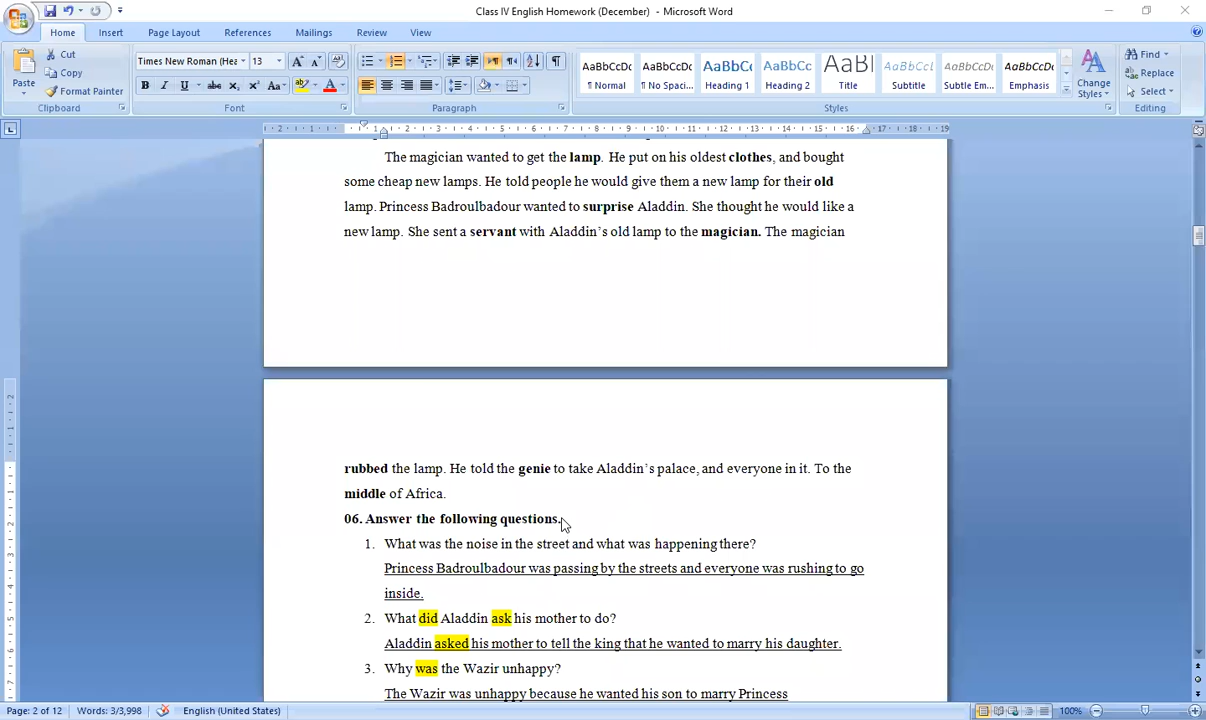 Class IV English Homework (December) - Microsoft Word
Home Insert Page Layout References Mailings Review View
Paste
Cut
Copy
Format Painter
Clipboard
Times New Roman (Hea 13
B I U abc x₂ x² Aa
Font
Paragraph
AaBbCcDc AaBbCcDc AaBbCc AaBbCc AaBbC AaBbCcDc AaBbCcDc AaBbCcDc
¶ Normal ¶ No Spaci... Heading 1 Heading 2 Title Subtitle Subtle Em... Emphasis
Styles
Change Styles
Find
Replace
Select
Editing
The magician wanted to get the lamp. He put on his oldest clothes, and bought
some cheap new lamps. He told people he would give them a new lamp for their old
lamp. Princess Badroulbadour wanted to surprise Aladdin. She thought he would like a
new lamp. She sent a servant with Aladdin's old lamp to the magician. The magician
rubbed the lamp. He told the genie to take Aladdin's palace, and everyone in it. To the
middle of Africa.
06. Answer the following questions.
1. What was the noise in the street and what was happening there?
Princess Badroulbadour was passing by the streets and everyone was rushing to go
inside.
2. What did Aladdin ask his mother to do?
Aladdin asked his mother to tell the king that he wanted to marry his daughter.
3. Why was the Wazir unhappy?
The Wazir was unhappy because he wanted his son to marry Princess
Page: 2 of 12 Words: 3/3,998 English (United States) 100%